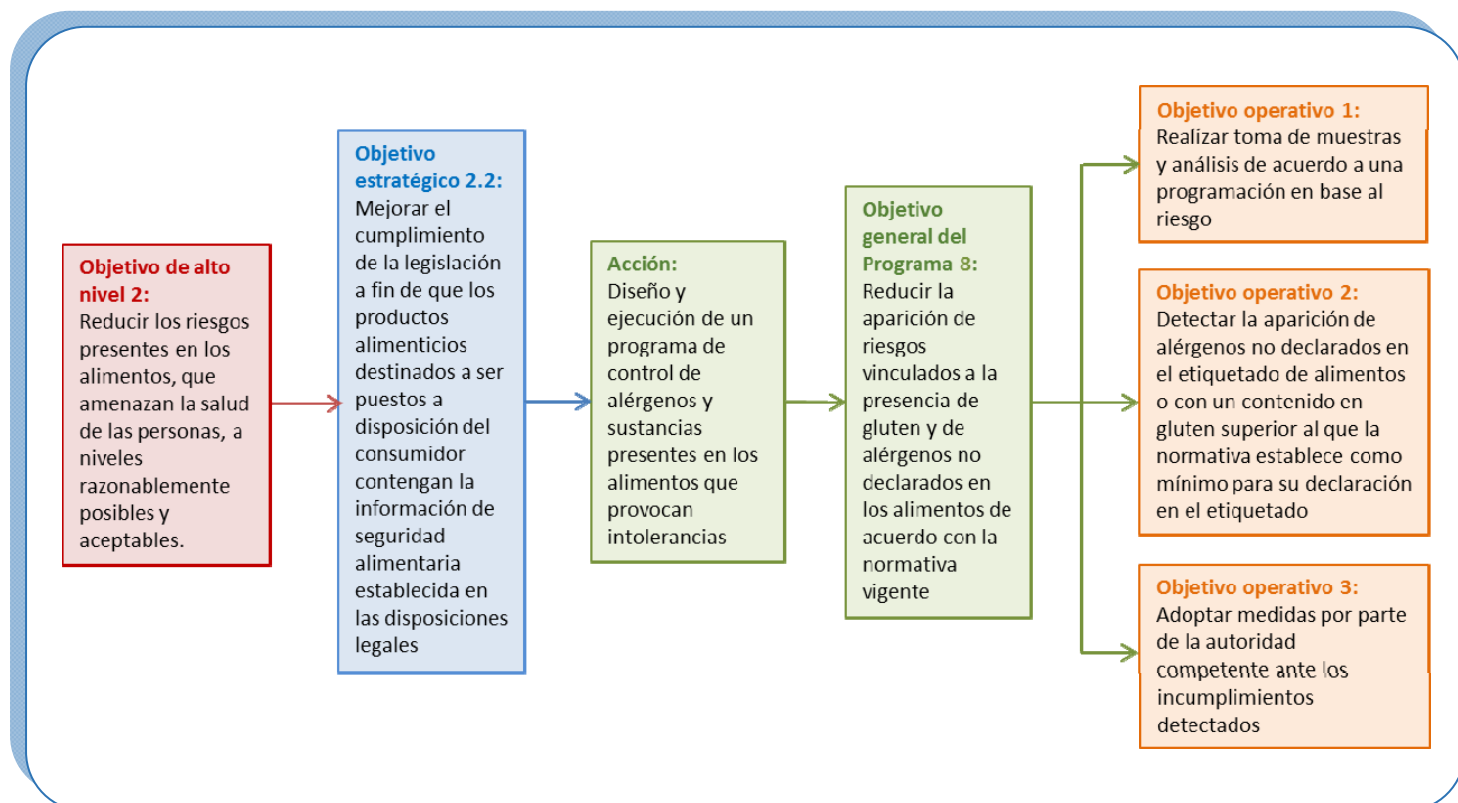 Objetivo de alto
nivel 2:
Reducir los riesgos
presentes en los
alimentos, que
amenazan la salud
de las personas, a
niveles
razonablemente
posibles y
aceptables.
Objetivo
estratégico 2.2:
Mejorar el
cumplimiento
de la legislación
a fin de que los
productos
alimenticios
destinados a ser
puestos a
disposición del
consumidor
contengan la
información de
seguridad
alimentaria
establecida en
las disposiciones
legales
Acción:
Diseño y
ejecución de un
programa de
control de
alérgenos y
sustancias
presentes en los
alimentos que
provocan
intolerancias
Objetivo
general del
Programa 8:
Reducir la
aparición de
riesgos
vinculados a la
presencia de
gluten y de
alérgenos no
declarados en
los alimentos de
acuerdo con la
normativa
vigente
Objetivo operativo 1:
Realizar toma de muestras
y análisis de acuerdo a una
programación en base al
riesgo
Objetivo operativo 2:
Detectar la aparición de
alérgenos no declarados en
el etiquetado de alimentos
o con un contenido en
gluten superior al que la
normativa establece como
mínimo para su declaración
en el etiquetado
Objetivo operativo 3:
Adoptar medidas por parte
de la autoridad
competente ante los
incumplimientos
detectados